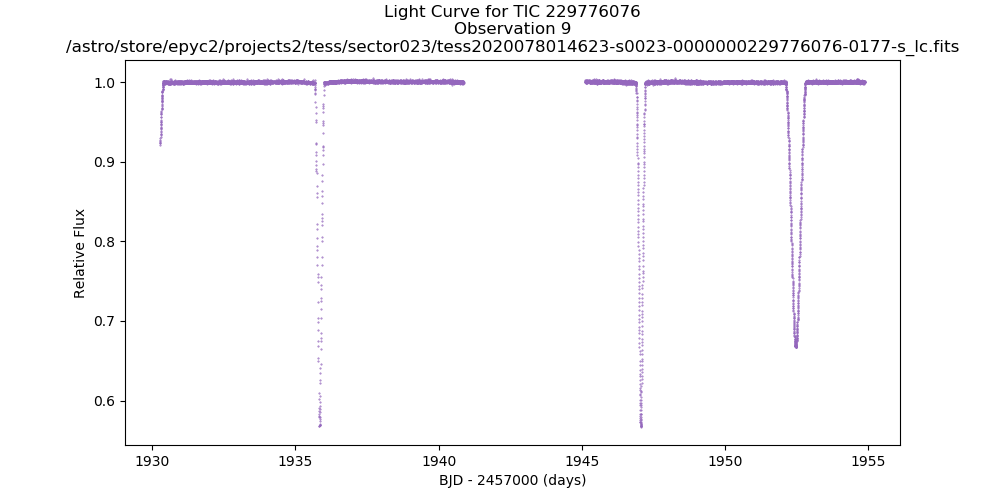 Light Curve for TIC 229776076
Observation 9
/astro/store/epyc2/projects2/tess/sector023/tess2020078014623-s0023-0000000229776076-0177-s_lc.fits
1.0
0.9
0.8
0.7
0.6
Relative Flux
1930
1935
1940
1945
1950
1955
BJD - 2457000 (days)